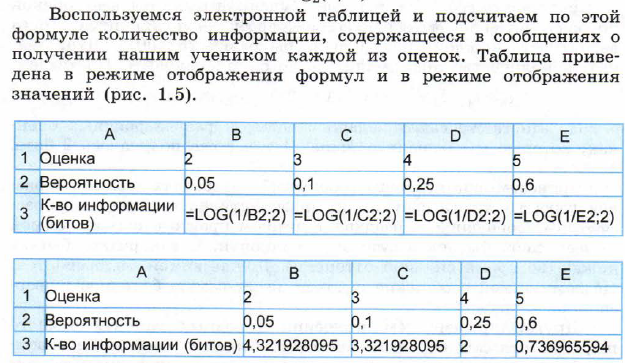 Воспользуемся электронной таблицей и подсчитаем по этой
формуле количество информации, содержащееся в сообщениях о
получении нашим учеником каждой из оценок. Таблица приве-
дена в режиме отображения формул и в режиме отображения
значений (рис. 1.5).
A B C D E
1 Оценка 2 3 4 5
2 Вероятность 0,05 0,1 0,25 0,6
3 К-во информации
(битов) =LOG(1/B2;2) =LOG(1/C2;2) =LOG(1/D2;2) =LOG(1/E2;2)
A B C D E
1 Оценка 2 3 4 5
2 Вероятность 0,05 0,1 0,25 0,6
3 К-во информации (битов) 4,321928095 3,321928095 2 0,736965594